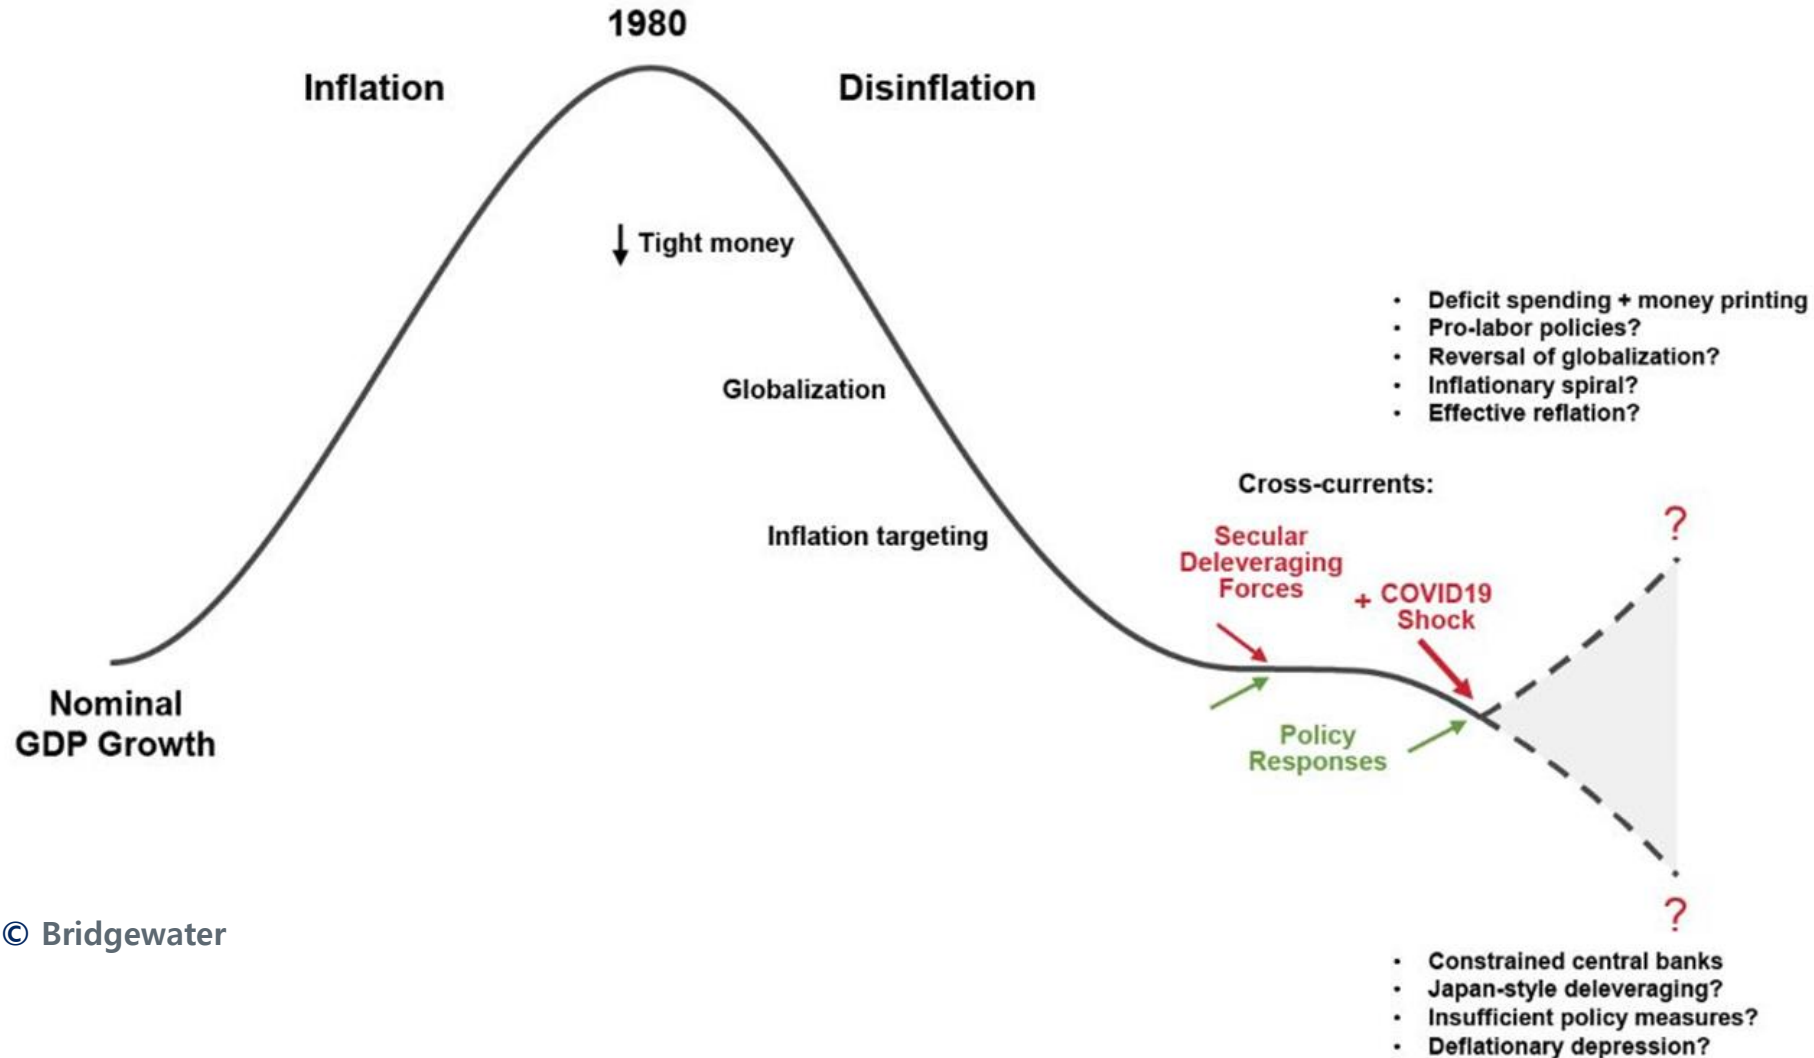 1980
Inflation
Disinflation
Tight money
Globalization
Inflation targeting
• Deficit spending + money printing
• Pro-labor policies?
• Reversal of globalization?
• Inflationary spiral?
• Effective reflation?
Cross-currents:
Secular
Deleveraging
Forces
+ COVID19
Shock
?
Nominal
GDP Growth
Policy
Responses
?
© Bridgewater
• Constrained central banks
• Japan-style deleveraging?
• Insufficient policy measures?
• Deflationary depression?